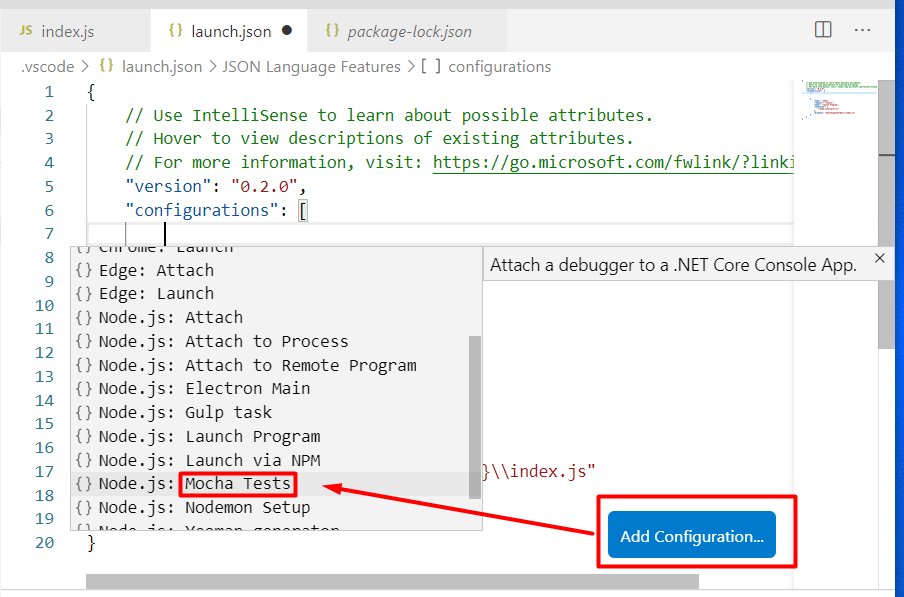 JS index.js
{} launch.json ●
{} package-lock.json
.vscode > {} launch.json > JSON Language Features > [ ] configurations
1 {
2 // Use IntelliSense to learn about possible attributes.
3 // Hover to view descriptions of existing attributes.
4 // For more information, visit: https://go.microsoft.com/fwlink/?linki
5 "version": "0.2.0",
6 "configurations": [
7
8 {} Chrome: Launch
Attach a debugger to a .NET Core Console App.
{} Edge: Attach
9 {} Edge: Launch
10 {} Node.js: Attach
11 {} Node.js: Attach to Process
12 {} Node.js: Attach to Remote Program
13 {} Node.js: Electron Main
14 {} Node.js: Gulp task
15 {} Node.js: Launch Program
16 {} Node.js: Launch via NPM
17 }\\index.js"
{} Node.js: Mocha Tests
18 {} Node.js: Nodemon Setup
19 {} Node.js: Yeoman generator
Add Configuration...
20 }